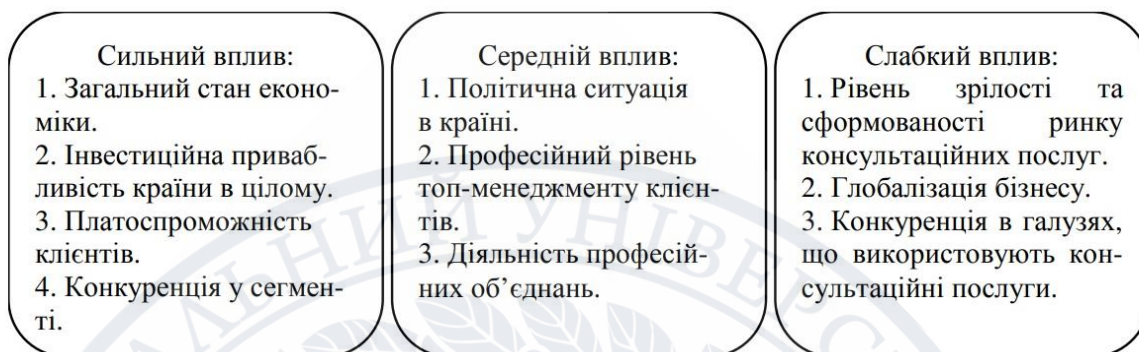 Сильний вплив:
1. Загальний стан еконо-
міки.
2. Інвестиційна приваб-
ливість країни в цілому.
3. Платоспроможність
клієнтів.
4. Конкуренція у сегмен-
ті.
Середній вплив:
1. Політична ситуація
в країні.
2. Професійний рівень
топ-менеджменту клієн-
тів.
3. Діяльність професій-
них об’єднань.
Слабкий вплив:
1. Рівень зрілості та
сформованості ринку
консультаційних послуг.
2. Глобалізація бізнесу.
3. Конкуренція в галузях,
що використовують кон-
сультаційні послуги.